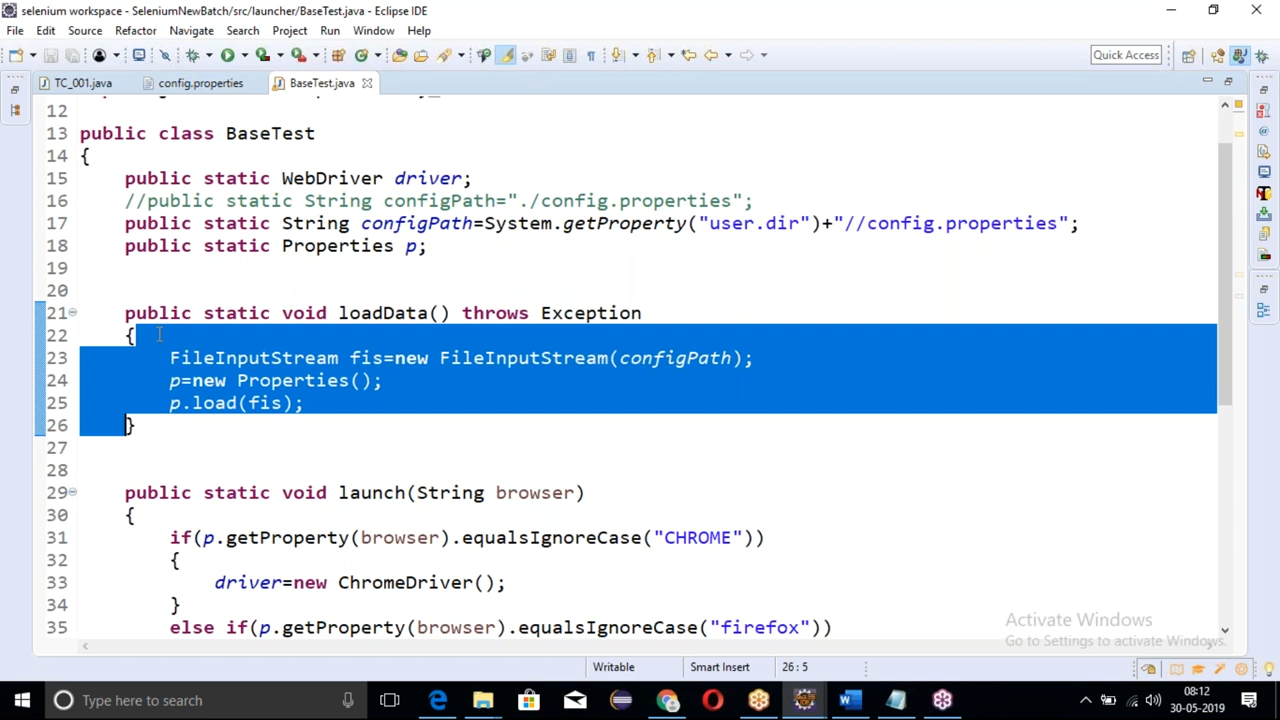 selenium workspace - SeleniumNewBatch/src/launcher/BaseTest.java - Eclipse IDE
File Edit Source Refactor Navigate Search Project Run Window Help
Quick Access
TC_001.java config.properties BaseTest.java
12
13 public class BaseTest
14 {
15 public static WebDriver driver;
16 //public static String configPath="./config.properties";
17 public static String configPath=System.getProperty("user.dir")+"//config.properties";
18 public static Properties p;
19
20
21 public static void loadData() throws Exception
22 {
23 FileInputStream fis=new FileInputStream(configPath);
24 p=new Properties();
25 p.load(fis);
26 }
27
28
29 public static void launch(String browser)
30 {
31 if(p.getProperty(browser).equalsIgnoreCase("CHROME"))
32 {
33 driver=new ChromeDriver();
34 }
35 else if(p.getProperty(browser).equalsIgnoreCase("firefox"))
Activate Windows
Go to Settings to activate Windows.
Writable Smart Insert 26 : 5
Type here to search
08:12
30-05-2019